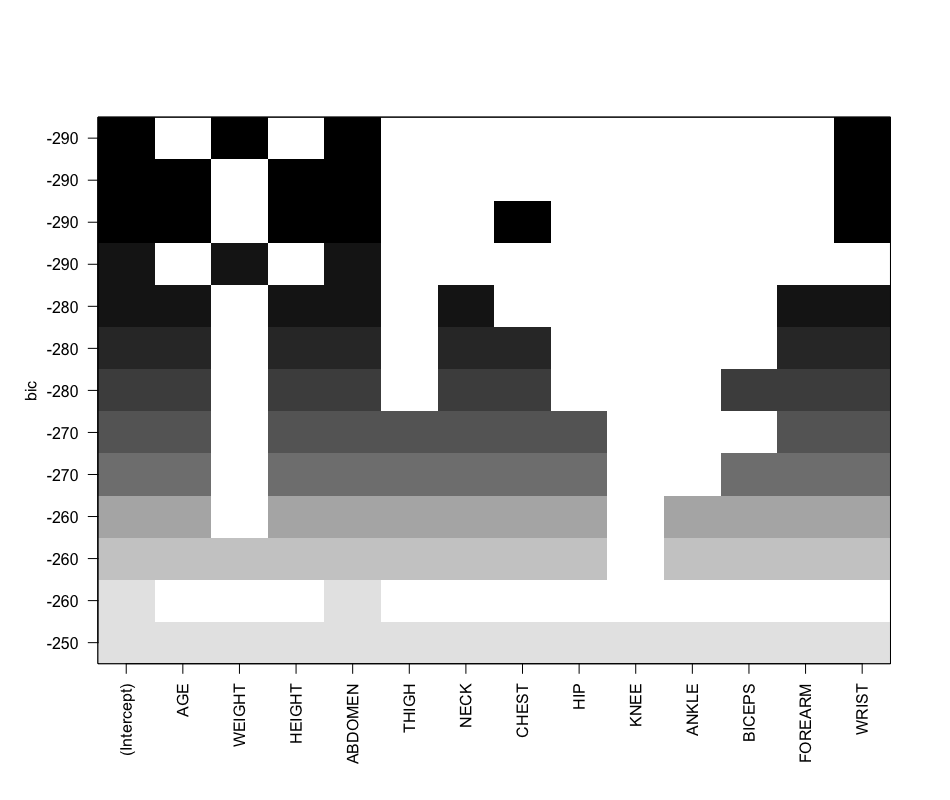 -290
-290
-290
-290
-280
-280
-280
-270
-270
-260
-260
-260
-250
bic
(Intercept)
AGE
WEIGHT
HEIGHT
ABDOMEN
THIGH
NECK
CHEST
HIP
KNEE
ANKLE
BICEPS
FOREARM
WRIST